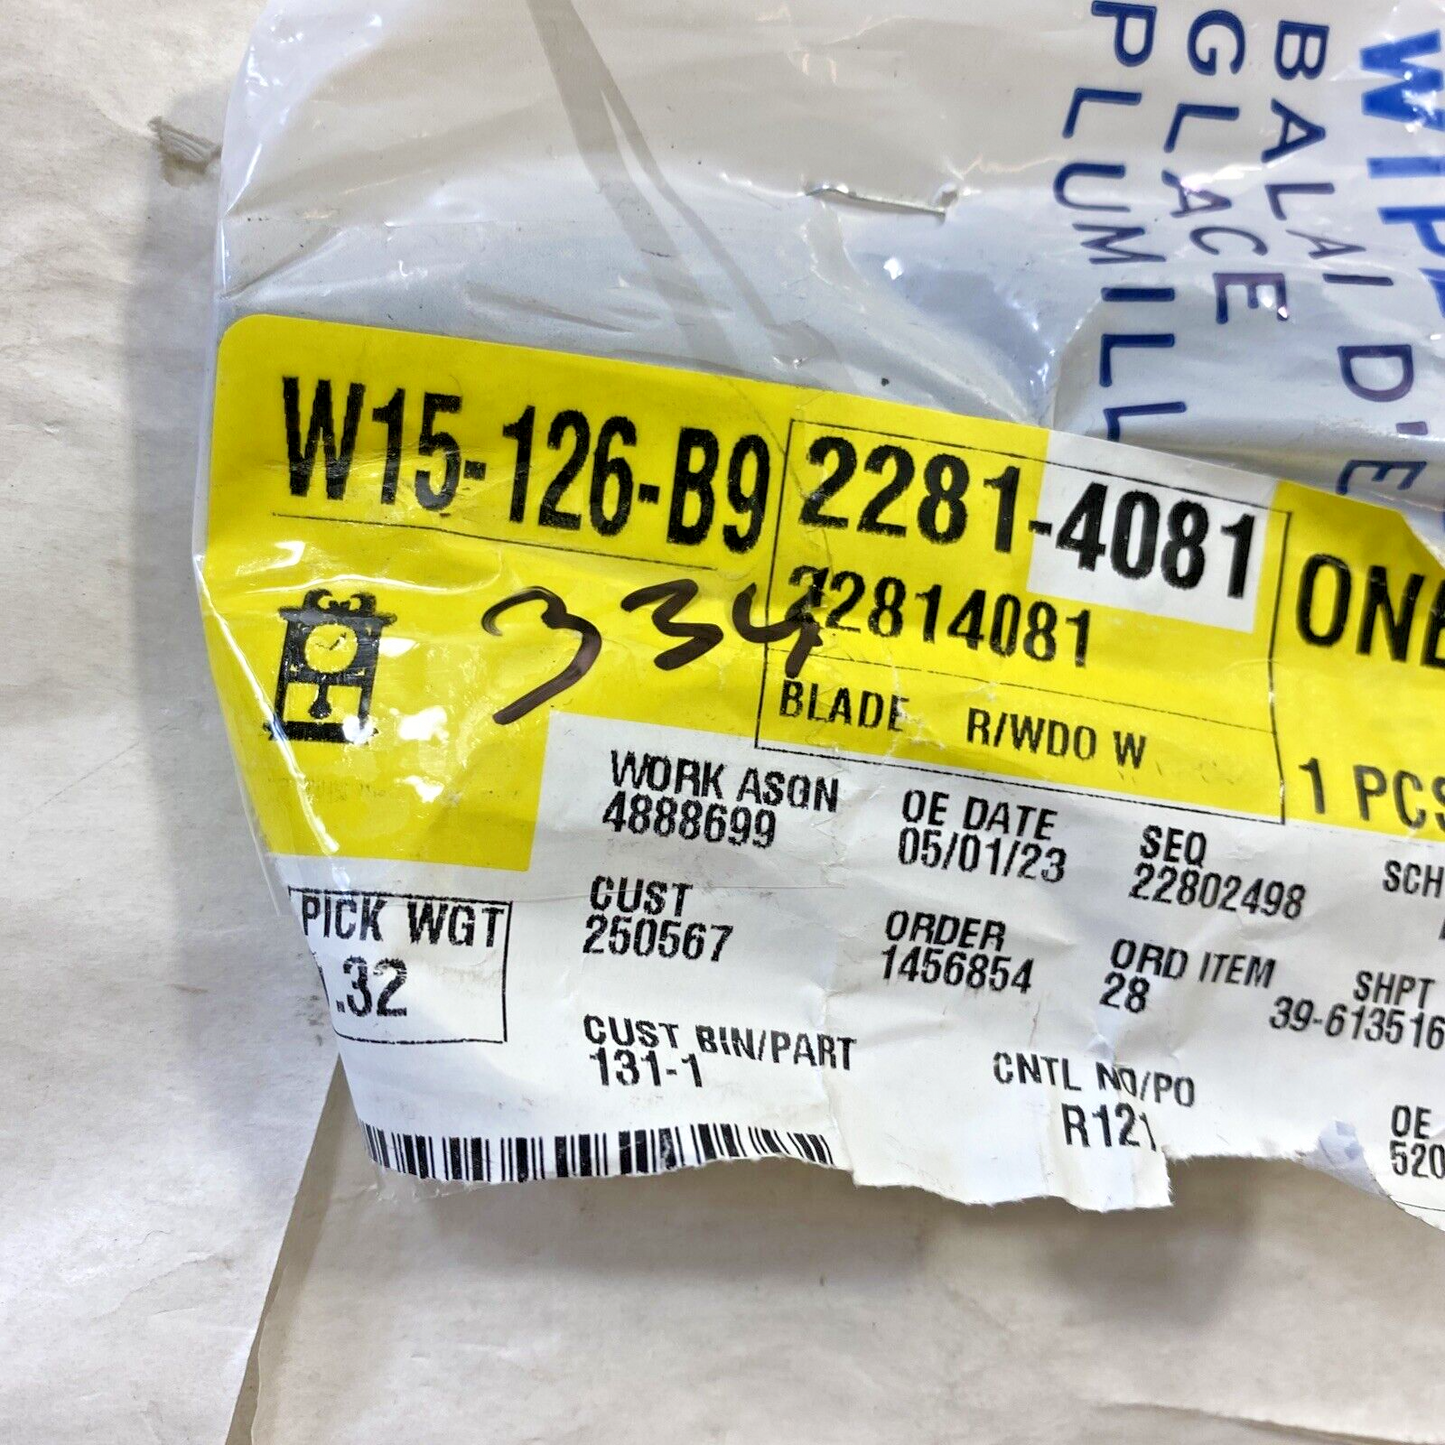 BALAI D'E
GLACE
PLUMILL
W15-126-B9
2281-4081
22814081
BLADE R/WDO W
1 PCS
334
WORK ASGN
4888699
OE DATE
05/01/23
SEQ
22802498
SCH
PICK WGT
.32
CUST
250567
ORDER
1456854
ORD ITEM
28
SHPT
39-613516
CUST BIN/PART
131-1
CNTL NO/PO
R121
OE
520